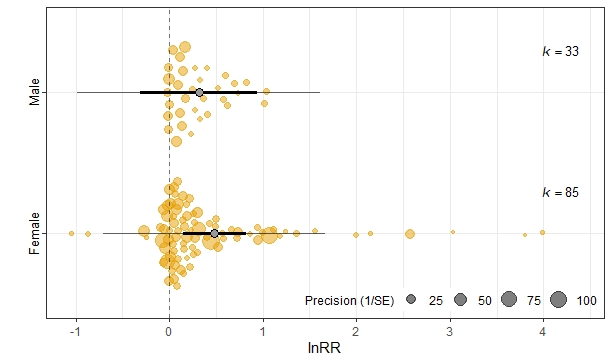 Male
k = 33
Female
k = 85
Precision (1/SE) 25 50 75 100
-1 0 1 2 3 4
lnRR